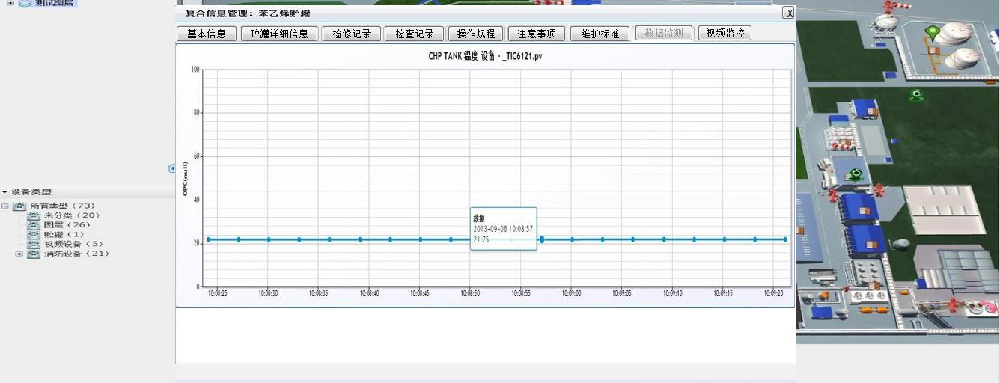 测试图层
设备类型
所有类型（73）
未分类（20）
图层（26）
贮罐（1）
视频设备（5）
消防设备（21）
复合信息管理：苯乙烯贮罐
X
基本信息 贮罐详细信息 检修记录 检查记录 操作规程 注意事项 维护标准 数据监测 视频监控
CHP TANK 温度 设备 - _TIC6121.pv
OPC(null)
100
80
60
40
20
0
数据
2013-09-06 10:08:57
21.75
10:08:25 10:08:30 10:08:35 10:08:40 10:08:45 10:08:50 10:08:55 10:09:00 10:09:05 10:09:10 10:09:15 10:09:20